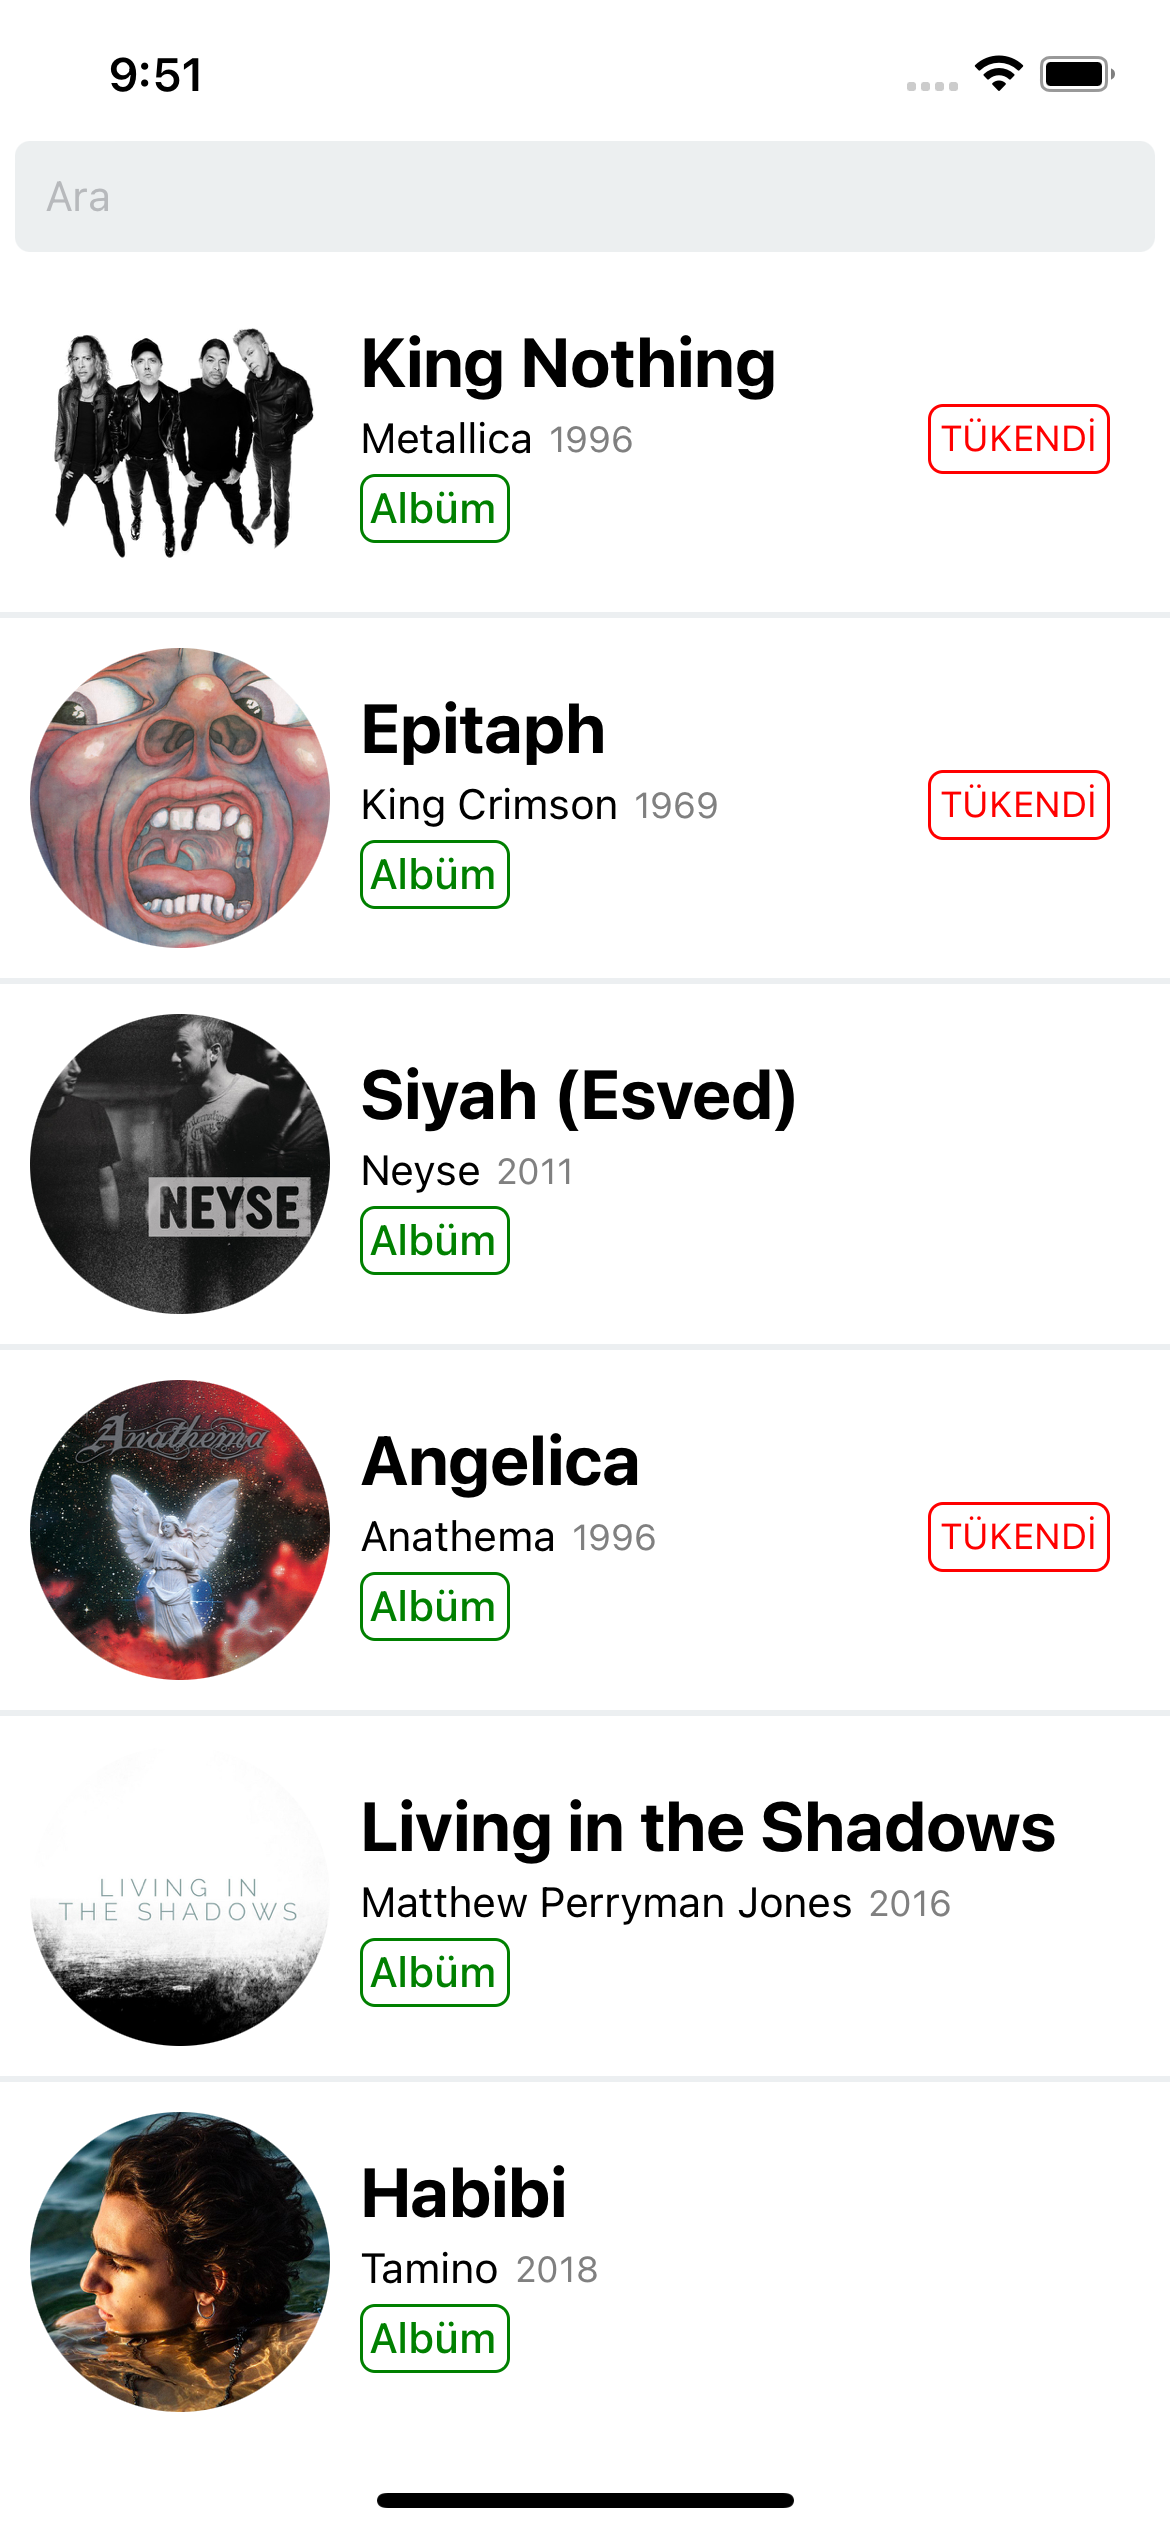 9:51
Ara
King Nothing
Metallica 1996
TÜKENDİ
Albüm
Epitaph
King Crimson 1969
TÜKENDİ
Albüm
NEYSE
Siyah (Esved)
Neyse 2011
Albüm
Anathema
Angelica
Anathema 1996
TÜKENDİ
Albüm
LIVING IN
THE SHADOWS
Living in the Shadows
Matthew Perryman Jones 2016
Albüm
Habibi
Tamino 2018
Albüm